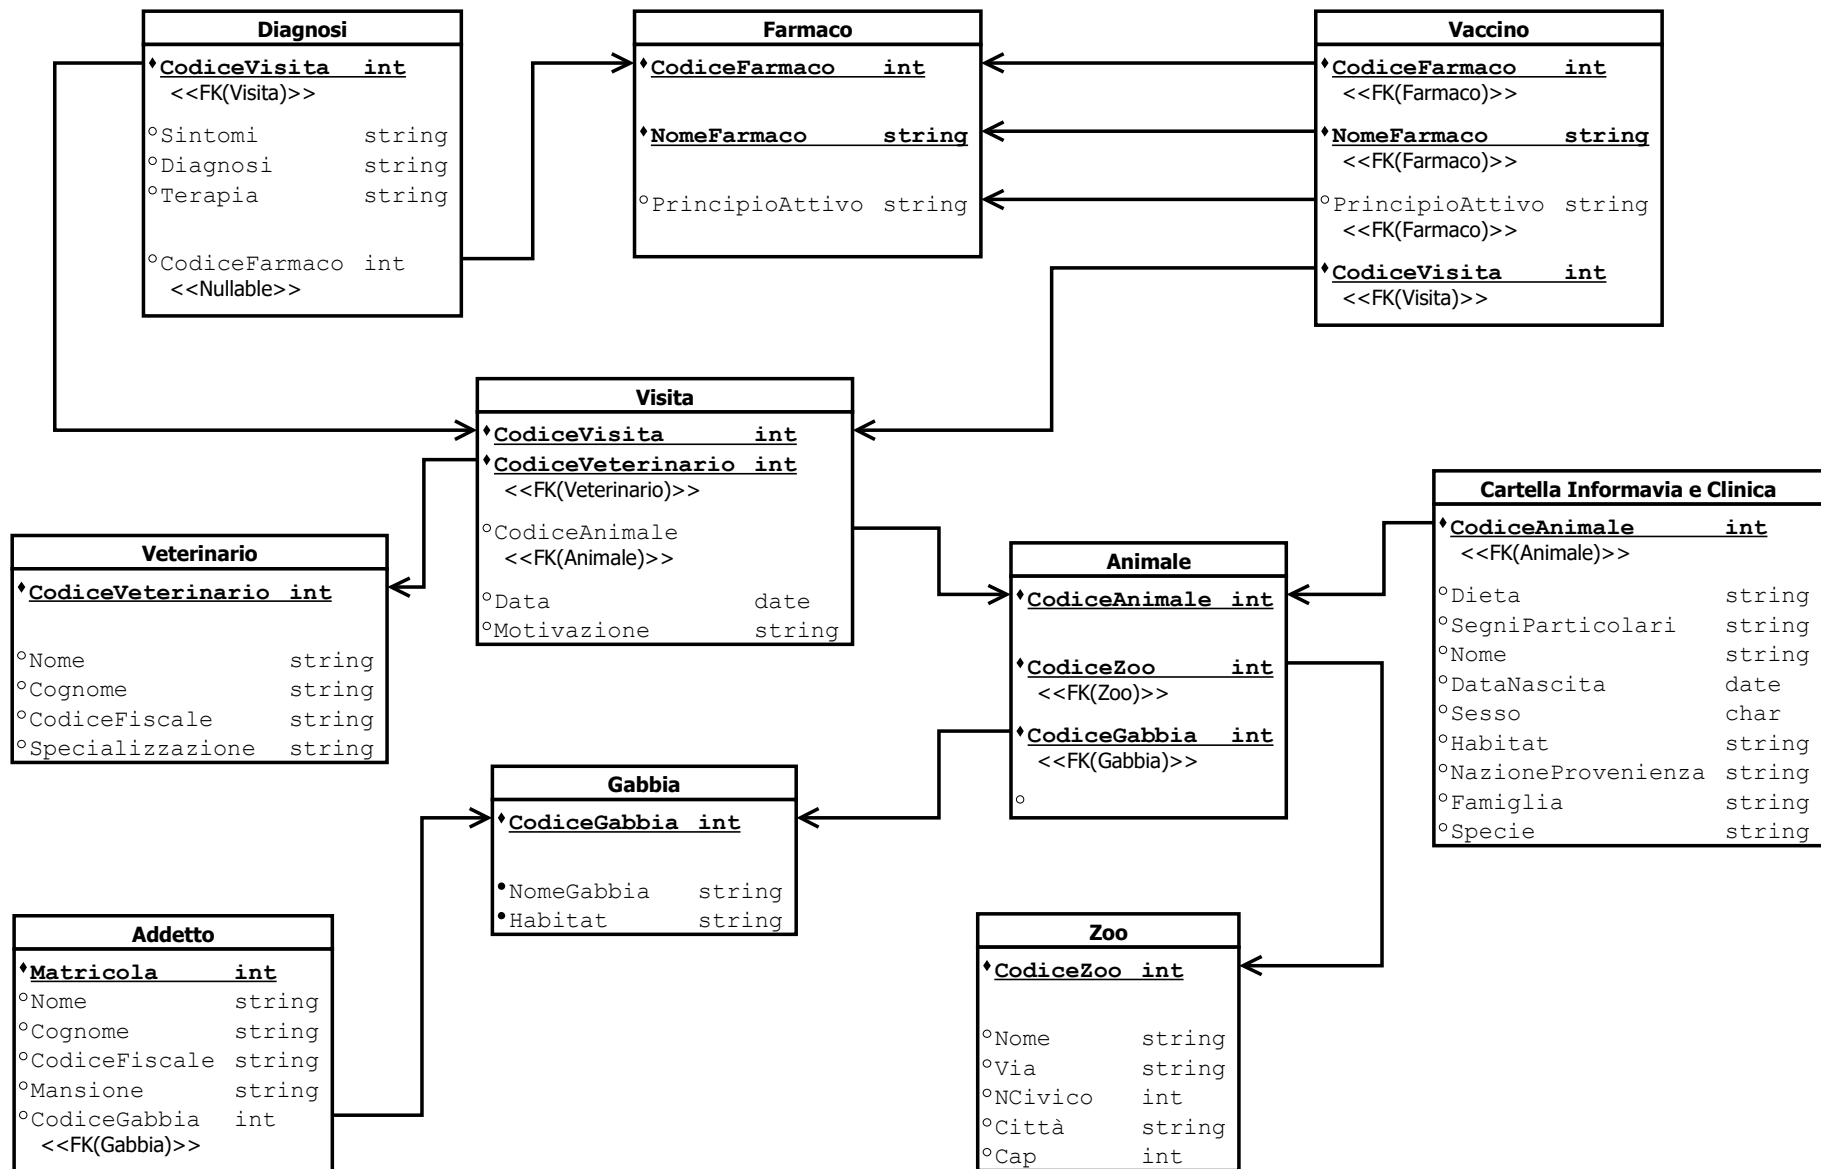 Diagnosi
CodiceVisita int
<<FK(Visita)>>
Sintomi string
Diagnosi string
Terapia string
CodiceFarmaco int
<<Nullable>>
Farmaco
CodiceFarmaco int
NomeFarmaco string
PrincipioAttivo string
Vaccino
CodiceFarmaco int
<<FK(Farmaco)>>
NomeFarmaco string
<<FK(Farmaco)>>
PrincipioAttivo string
<<FK(Farmaco)>>
CodiceVisita int
<<FK(Visita)>>
Visita
CodiceVisita int
CodiceVeterinario int
<<FK(Veterinario)>>
CodiceAnimale
<<FK(Animale)>>
Data date
Motivazione string
Veterinario
CodiceVeterinario int
Nome string
Cognome string
CodiceFiscale string
Specializzazione string
Animale
CodiceAnimale int
CodiceZoo int
<<FK(Zoo)>>
CodiceGabbia int
<<FK(Gabbia)>>
Cartella Informavia e Clinica
CodiceAnimale int
<<FK(Animale)>>
Dieta string
SegniParticolari string
Nome string
DataNascita date
Sesso char
Habitat string
NazioneProvenienza string
Famiglia string
Specie string
Gabbia
CodiceGabbia int
NomeGabbia string
Habitat string
Addetto
Matricola int
Nome string
Cognome string
CodiceFiscale string
Mansione string
CodiceGabbia int
<<FK(Gabbia)>>
Zoo
CodiceZoo int
Nome string
Via string
NCivico int
Città string
Cap int